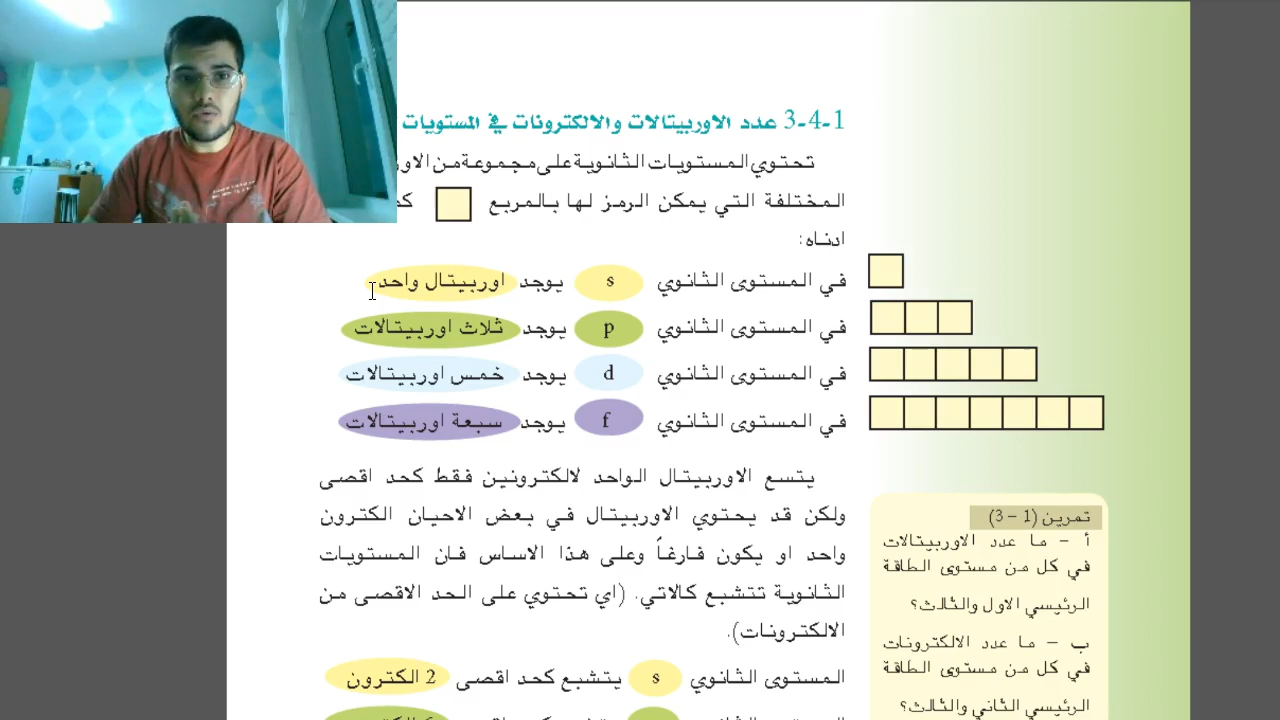 1-4-3 عدد الاوربيتالات والالكترونات في المستويات
تحتوي المستويات الثانوية على مجموعة من
المختلفة التي يمكن الرمز لها بالمربع
ادناه:
في المستوى الثانوي s يوجد اوربيتال واحد
في المستوى الثانوي p يوجد ثلاث اوربيتالات
في المستوى الثانوي d يوجد خمس اوربيتالات
في المستوى الثانوي f يوجد سبعة اوربيتالات
يتسع الاوربيتال الواحد لالكترونين فقط كحد اقصى
ولكن قد يحتوي الاوربيتال في بعض الاحيان الكترون
واحد او يكون فارغاً وعلى هذا الاساس فان المستويات
الثانوية تتشبع كالاتي. (اي تحتوي على الحد الاقصى من
الالكترونات).
المستوى الثانوي s يتشبع كحد اقصى 2 الكترون
تمرين (1 – 3)
أ – ما عدد الاوربيتالات
في كل من مستوى الطاقة
الرئيسي الاول والثالث؟
ب – ما عدد الالكترونات
في كل من مستوى الطاقة
الرئيسي الثاني والثالث؟